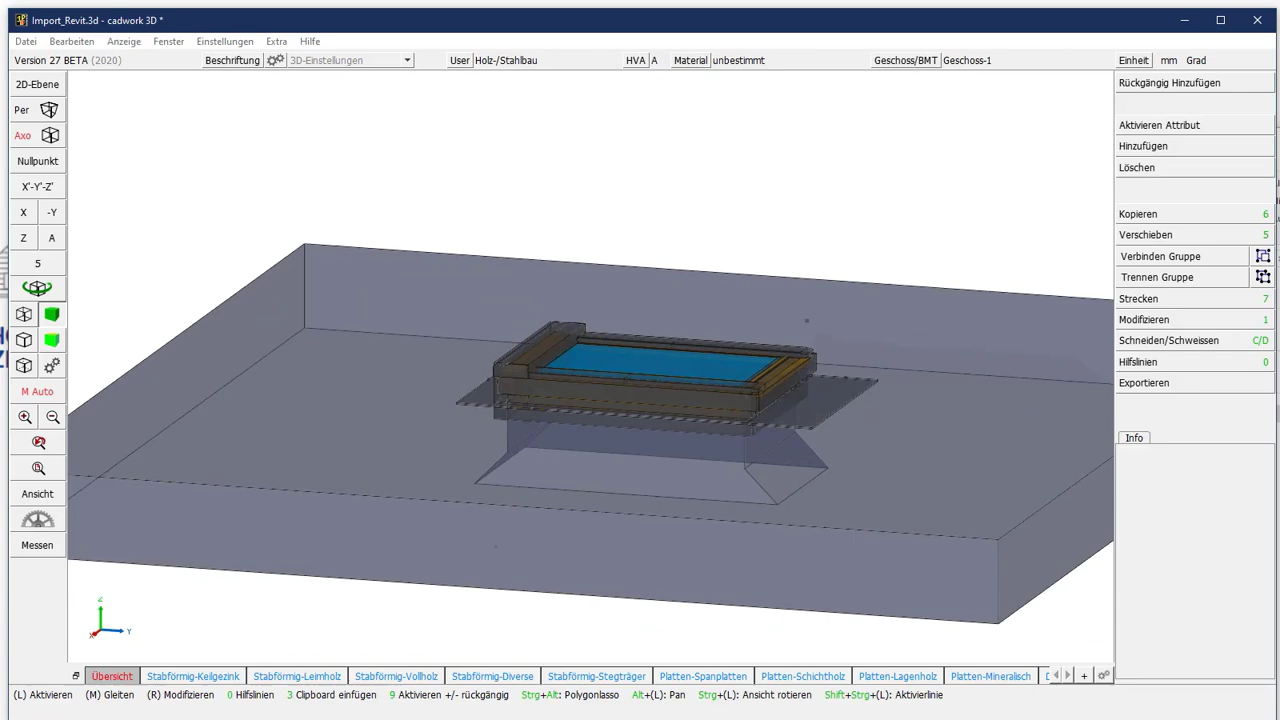 Import_Revit.3d - cadwork 3D *
Datei Bearbeiten Anzeige Fenster Einstellungen Extra Hilfe
Version 27 BETA (2020) Beschriftung 3D-Einstellungen User Holz-/Stahlbau HVA A Material unbestimmt Geschoss/BMT Geschoss-1 Einheit mm Grad
2D-Ebene
Per
Axo
Nullpunkt
X'-Y'-Z'
X -Y
Z A
5
M Auto
Ansicht
Messen
Rückgängig Hinzufügen
Aktivieren Attribut
Hinzufügen
Löschen
Kopieren 6
Verschieben 5
Verbinden Gruppe
Trennen Gruppe
Strecken 7
Modifizieren 1
Schneiden/Schweissen C/D
Hilfslinien 0
Exportieren
Info
Z
X Y
Übersicht Stabförmig-Keilgezink Stabförmig-Leimholz Stabförmig-Vollholz Stabförmig-Diverse Stabförmig-Stegträger Platten-Spanplatten Platten-Schichtholz Platten-Lagenholz Platten-Mineralisch +
(L) Aktivieren (M) Gleiten (R) Modifizieren 0 Hilfslinien 3 Clipboard einfügen 9 Aktivieren +/- rückgängig Strg+Alt: Polygonlasso Alt+(L): Pan Strg+(L): Ansicht rotieren Shift+Strg+(L): Aktivierlinie